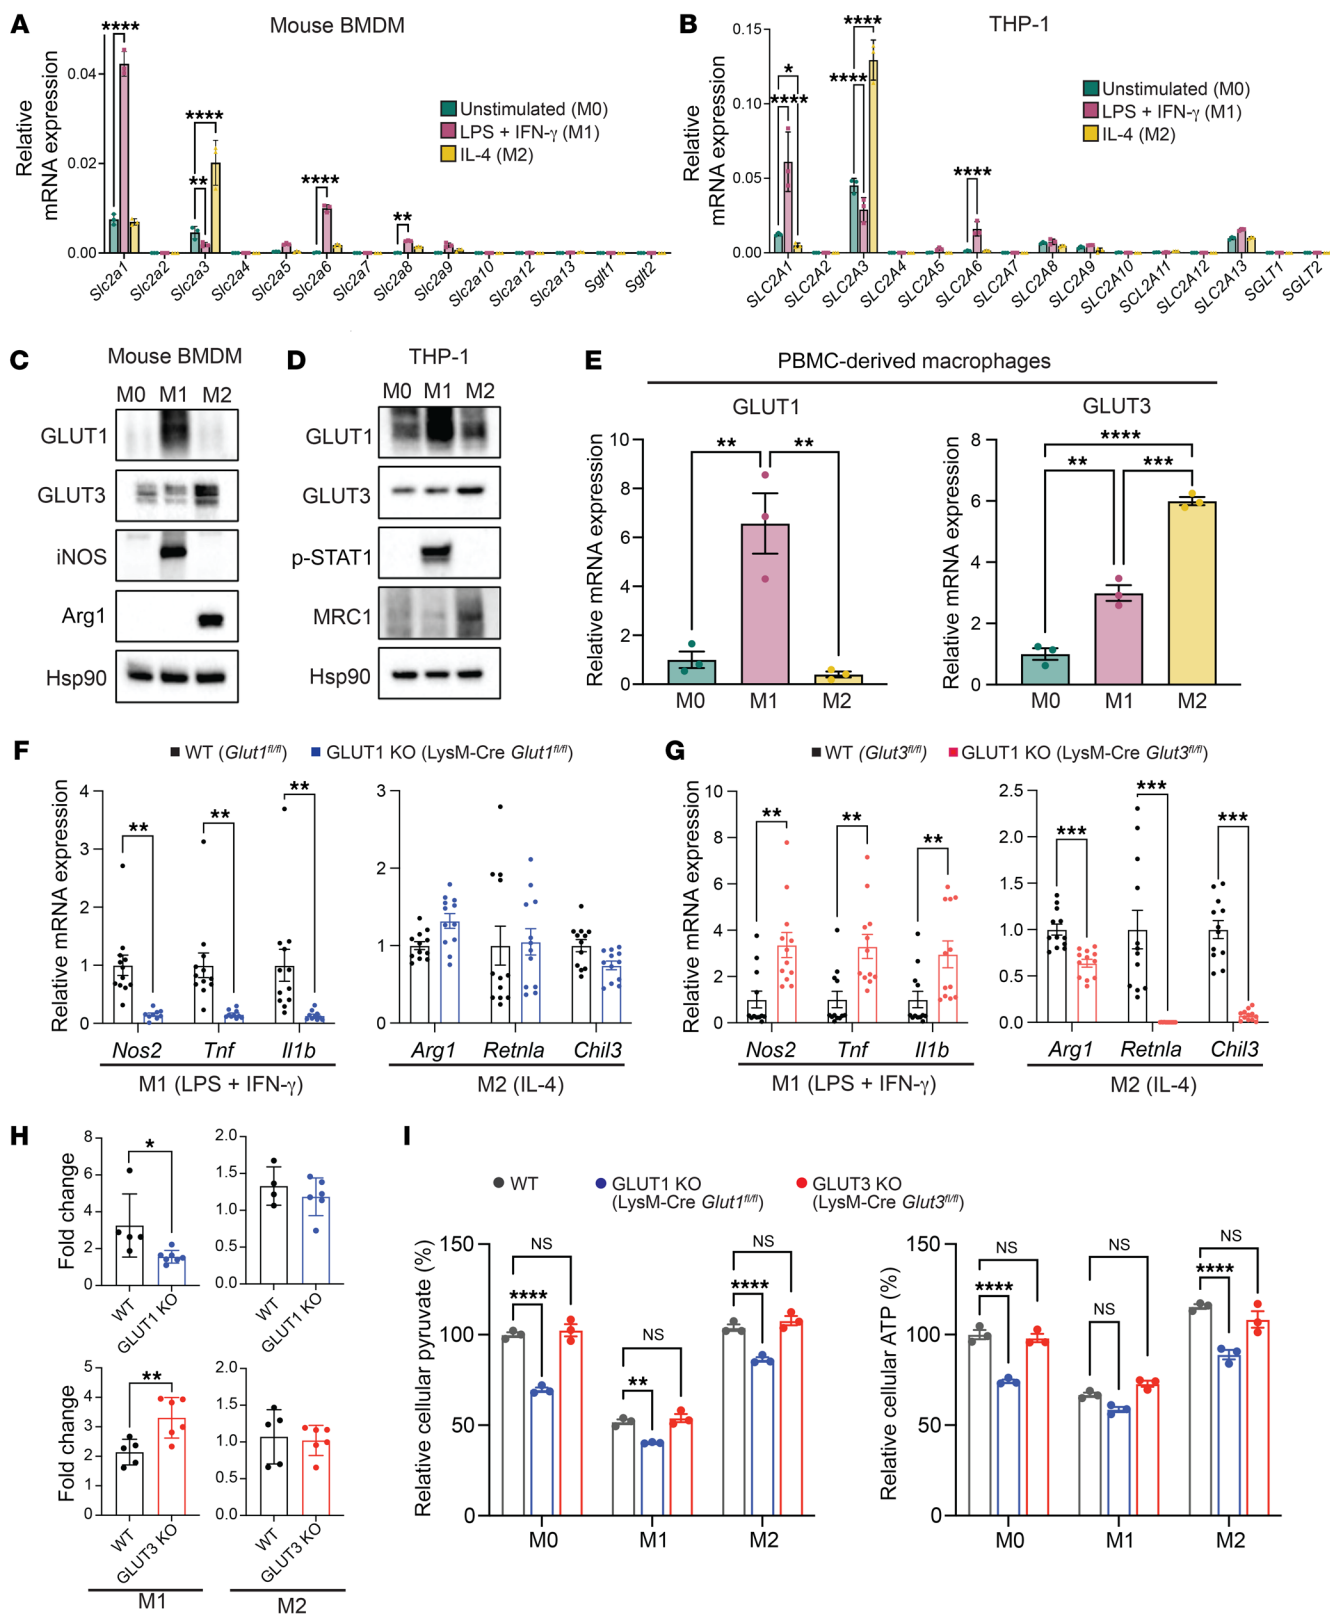 A
Mouse BMDM
Relative
mRNA expression
0.04
0.02
0.00
****
**
****
****
**
Unstimulated (M0)
LPS + IFN-γ (M1)
IL-4 (M2)
Slc2a1
Slc2a2
Slc2a3
Slc2a4
Slc2a5
Slc2a6
Slc2a7
Slc2a8
Slc2a9
Slc2a10
Slc2a12
Slc2a13
Sglt1
Sglt2
B
THP-1
Relative
mRNA expression
0.15
0.10
0.05
0.00
*
****
****
****
****
Unstimulated (M0)
LPS + IFN-γ (M1)
IL-4 (M2)
SLC2A1
SLC2A2
SLC2A3
SLC2A4
SLC2A5
SLC2A6
SLC2A7
SLC2A8
SLC2A9
SLC2A10
SCL2A11
SLC2A12
SLC2A13
SGLT1
SGLT2
C
Mouse BMDM
M0 M1 M2
GLUT1
GLUT3
iNOS
Arg1
Hsp90
D
THP-1
M0 M1 M2
GLUT1
GLUT3
p-STAT1
MRC1
Hsp90
E
PBMC-derived macrophages
GLUT1
Relative mRNA expression
10
8
6
4
2
0
** **
M0 M1 M2
GLUT3
Relative mRNA expression
8
6
4
2
0
****
** ***
M0 M1 M2
F
WT (Glut1fl/fl) GLUT1 KO (LysM-Cre Glut1fl/fl)
Relative mRNA expression
4
3
2
1
0
** ** **
Nos2 Tnf Il1b
M1 (LPS + IFN-γ)
3
2
1
0
Arg1 Retnla Chil3
M2 (IL-4)
G
WT (Glut3fl/fl) GLUT1 KO (LysM-Cre Glut3fl/fl)
Relative mRNA expression
10
8
6
4
2
0
** ** **
Nos2 Tnf Il1b
M1 (LPS + IFN-γ)
2.5
2.0
1.5
1.0
0.5
0.0
*** *** ***
Arg1 Retnla Chil3
M2 (IL-4)
H
Fold change
8
6
4
2
0
*
WT
GLUT1 KO
2.0
1.5
1.0
0.5
0.0
WT
GLUT1 KO
Fold change
5
4
3
2
1
0
**
WT
GLUT3 KO
M1
2.0
1.5
1.0
0.5
0.0
WT
GLUT3 KO
M2
I
WT
GLUT1 KO
(LysM-Cre Glut1fl/fl)
GLUT3 KO
(LysM-Cre Glut3fl/fl)
Relative cellular pyruvate (%)
150
100
50
0
NS
****
NS
**
NS
****
M0 M1 M2
Relative cellular ATP (%)
150
100
50
0
NS
****
NS
NS
NS
****
M0 M1 M2